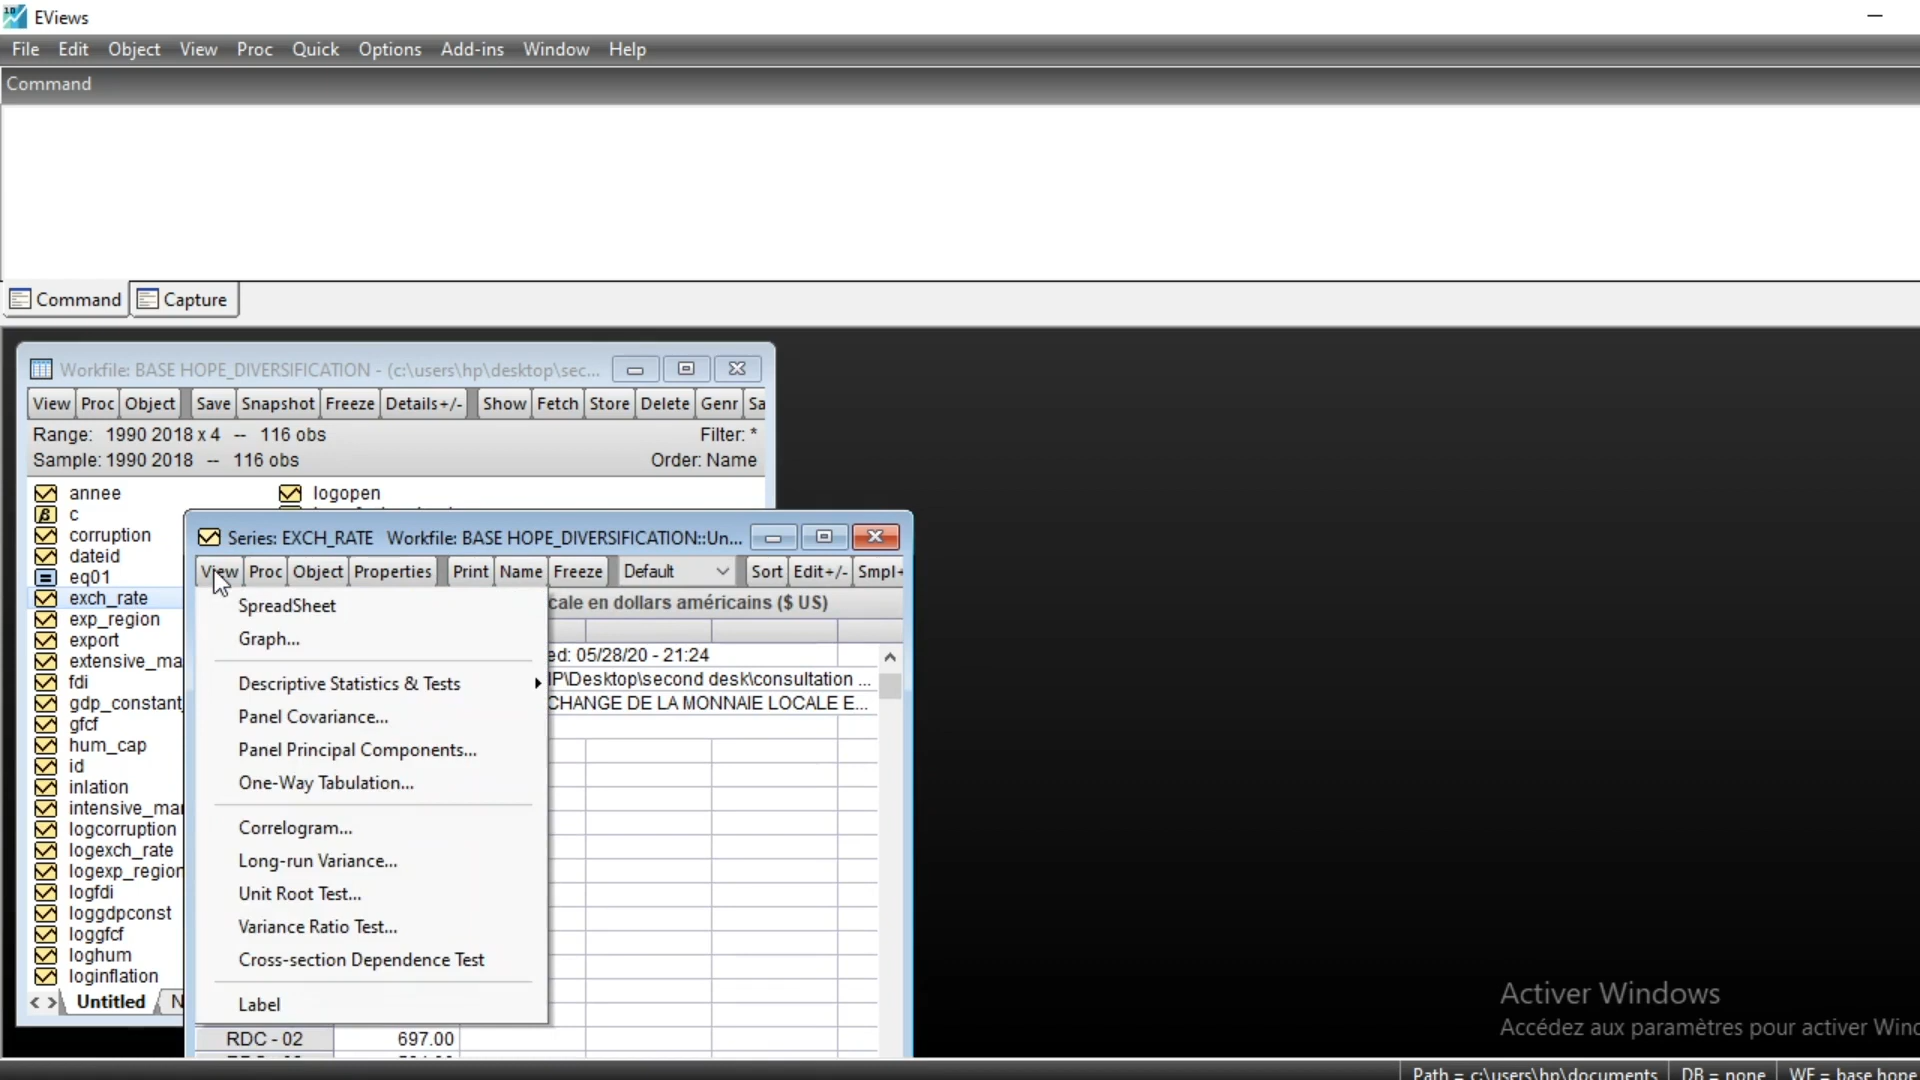 EViews
File Edit Object View Proc Quick Options Add-ins Window Help
Command
Command Capture
Workfile: BASE HOPE_DIVERSIFICATION - (c:\users\hp\desktop\sec...
View Proc Object Save Snapshot Freeze Details+/- Show Fetch Store Delete Genr Sa
Range: 1990 2018 x 4 -- 116 obs Filter: *
Sample: 1990 2018 -- 116 obs Order: Name
annee logopen
c
corruption
dateid
eq01
exch_rate
exp_region
export
extensive_ma
fdi
gdp_constant
gfcf
hum_cap
id
inlation
intensive_mar
logcorruption
logexch_rate
logexp_region
logfdi
loggdpconst
loggfcf
loghum
loginflation
Untitled N
Series: EXCH_RATE Workfile: BASE HOPE_DIVERSIFICATION::Un...
View Proc Object Properties Print Name Freeze Default Sort Edit+/- Smpl+
cale en dollars américains ($ US)
ed: 05/28/20 - 21:24
IP\Desktop\second desk\consultation ...
CHANGE DE LA MONNAIE LOCALE E...
SpreadSheet
Graph...
Descriptive Statistics & Tests
Panel Covariance...
Panel Principal Components...
One-Way Tabulation...
Correlogram...
Long-run Variance...
Unit Root Test...
Variance Ratio Test...
Cross-section Dependence Test
Label
RDC - 02 697.00
Activer Windows
Accédez aux paramètres pour activer Winc
Path = c:\users\hp\documents DB = none WF = base hope